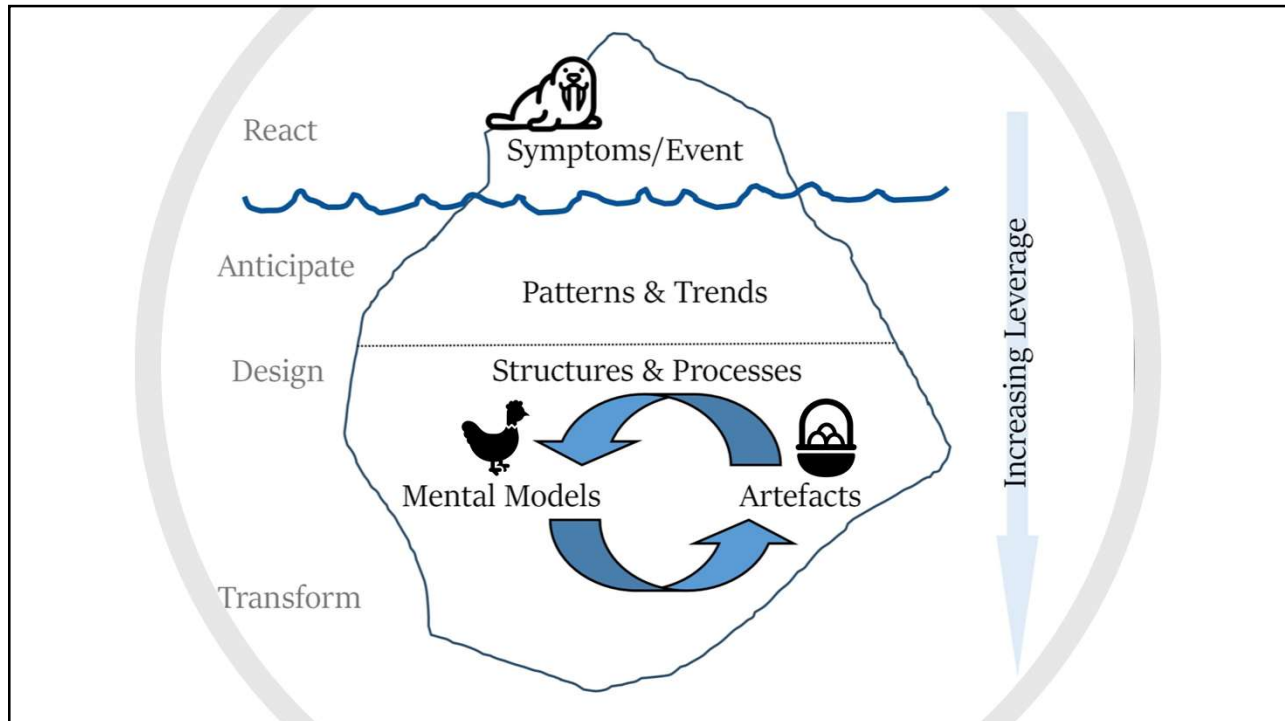 React
Symptoms/Event
Anticipate
Patterns & Trends
Design
Structures & Processes
Mental Models
Artefacts
Transform
Increasing Leverage